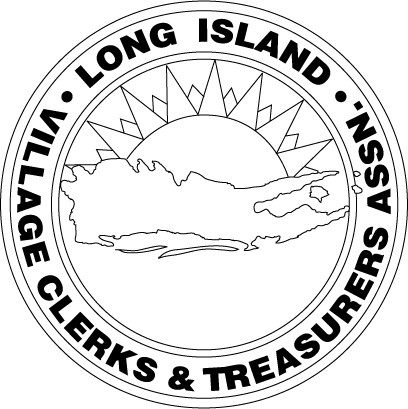 LONG ISLAND
• VILLAGE CLERKS & TREASURERS ASSN. •